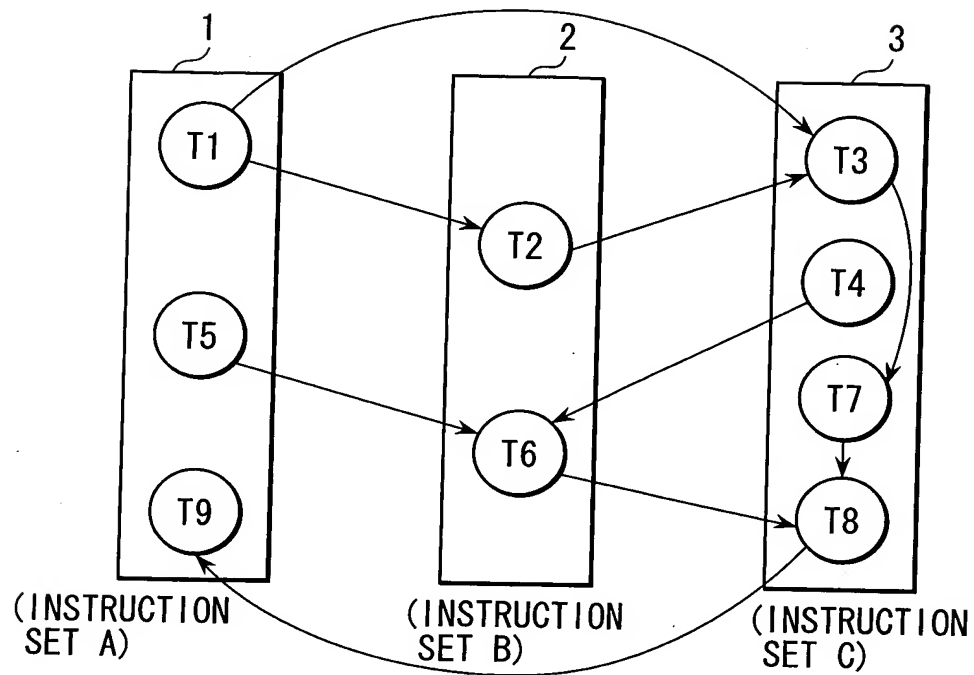 1
2
3
T1
T3
T2
T4
T5
T7
T6
T9
T8
(INSTRUCTION
SET A)
(INSTRUCTION
SET B)
(INSTRUCTION
SET C)